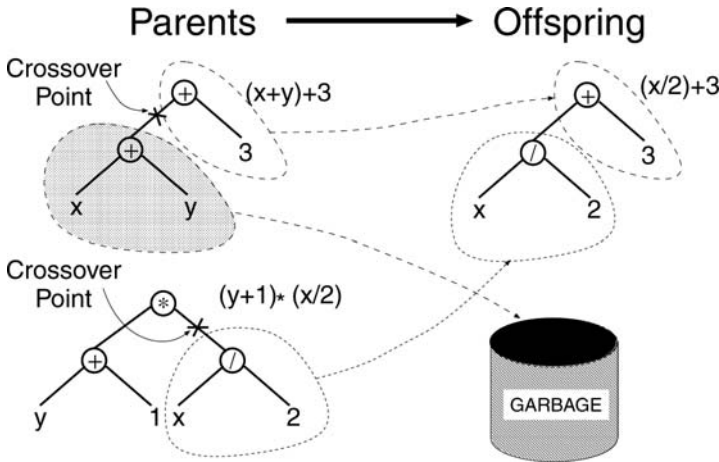 Parents Offspring
Crossover
Point
(x+y)+3
(x/2)+3
+
+
3
3
+
/
x
y
x
2
Crossover
Point
(y+1)* (x/2)
*
+
/
y
1
x
2
GARBAGE